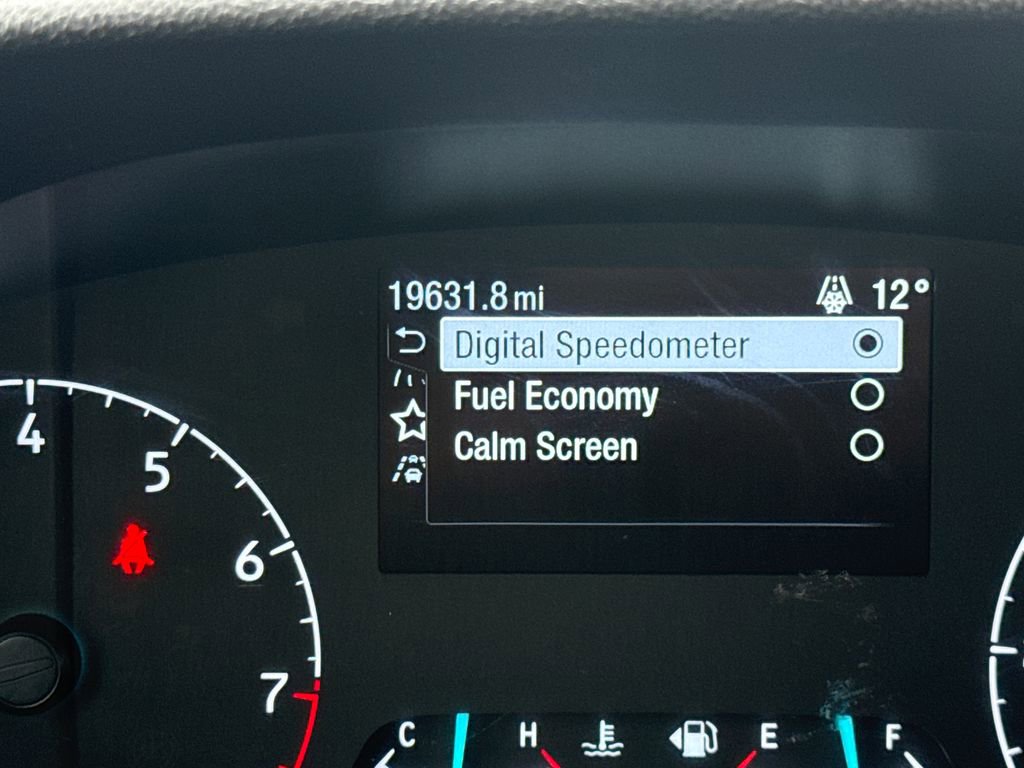 19631.8 mi 12°
Digital Speedometer
Fuel Economy
Calm Screen
4
5
6
7
C H E F